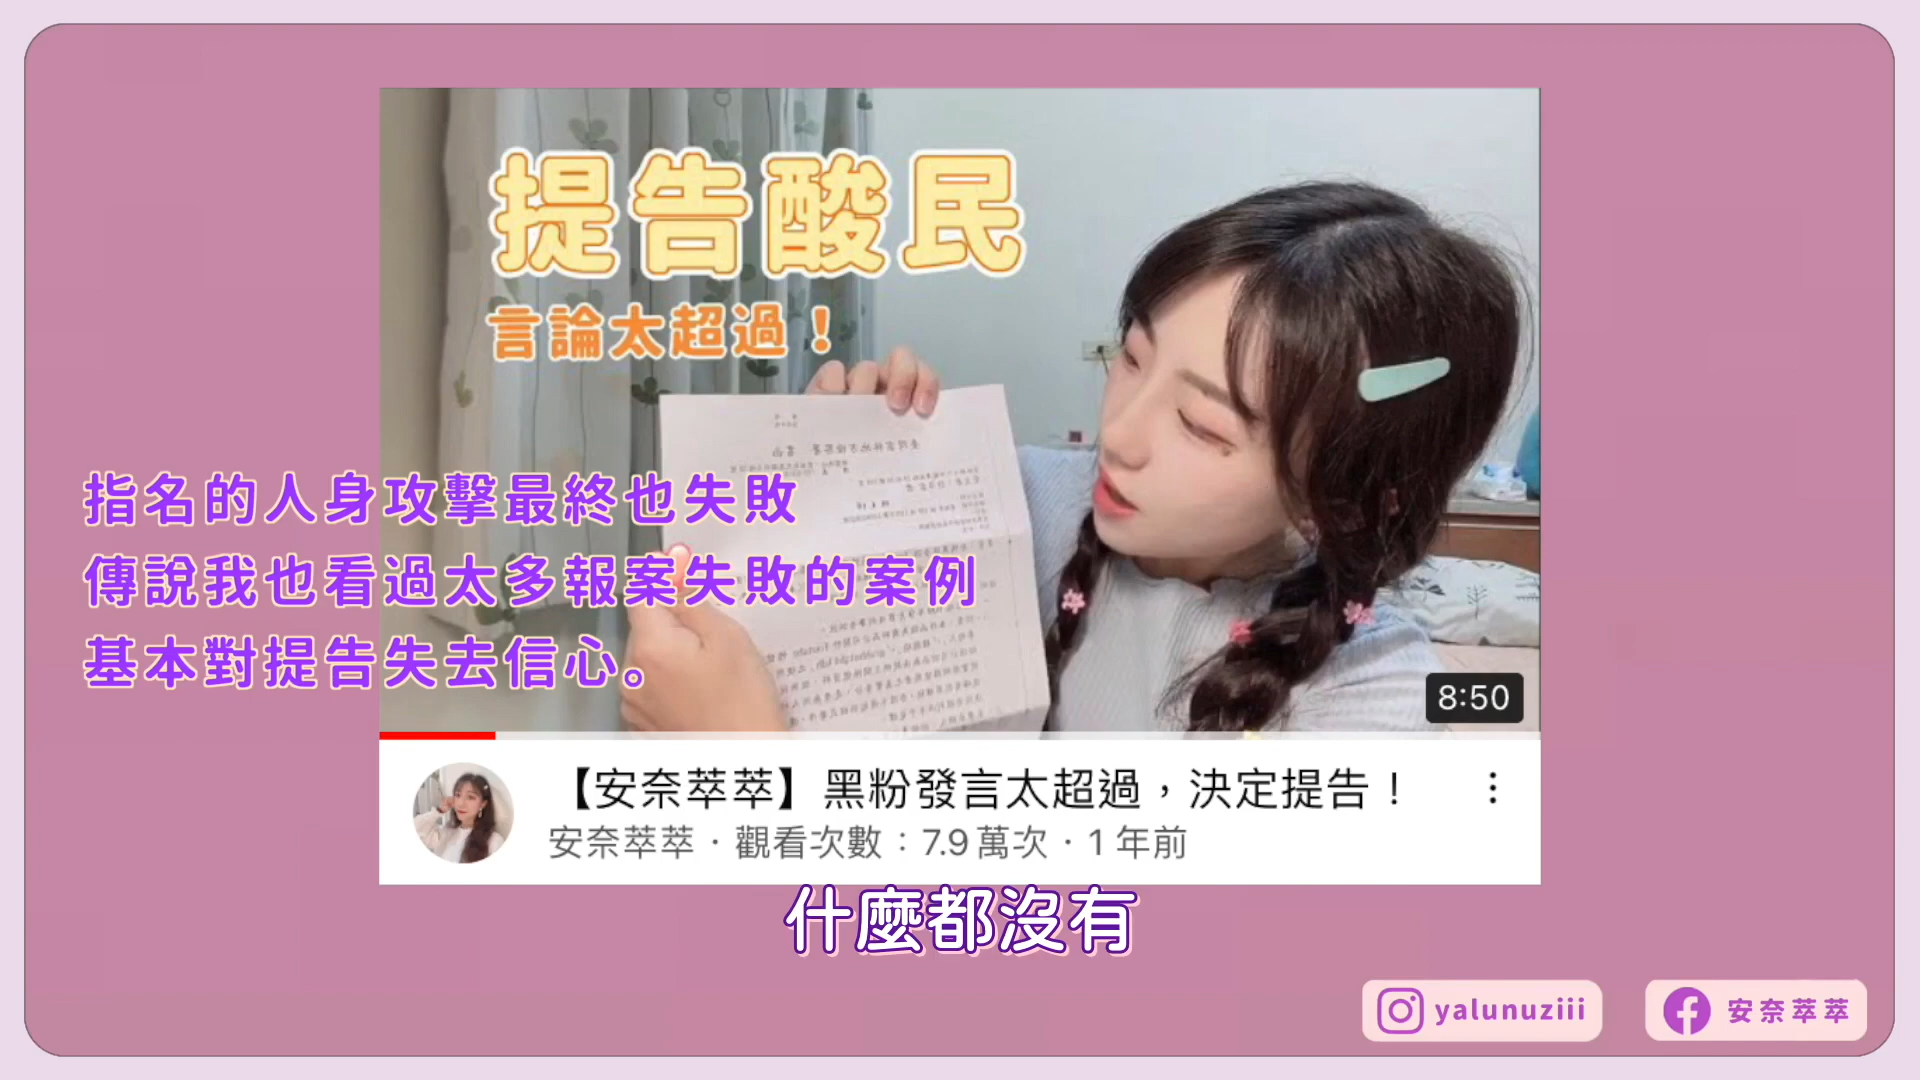 提告酸民
言論太超過！
指名的人身攻擊最終也失敗
傳說我也看過太多報案失敗的案例
基本對提告失去信心。
8:50
【安奈萃萃】黑粉發言太超過，決定提告！
安奈萃萃・觀看次數：7.9萬次・1 年前
什麼都沒有
yalunuziii
安奈萃萃